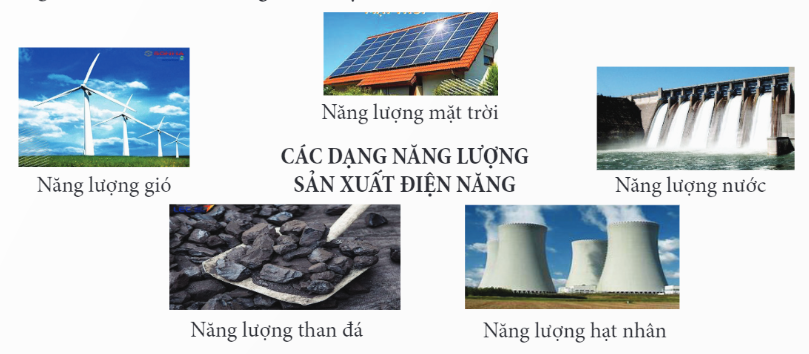 Năng lượng mặt trời
Năng lượng gió
CÁC DẠNG NĂNG LƯỢNG
SẢN XUẤT ĐIỆN NĂNG
Năng lượng nước
Năng lượng than đá
Năng lượng hạt nhân